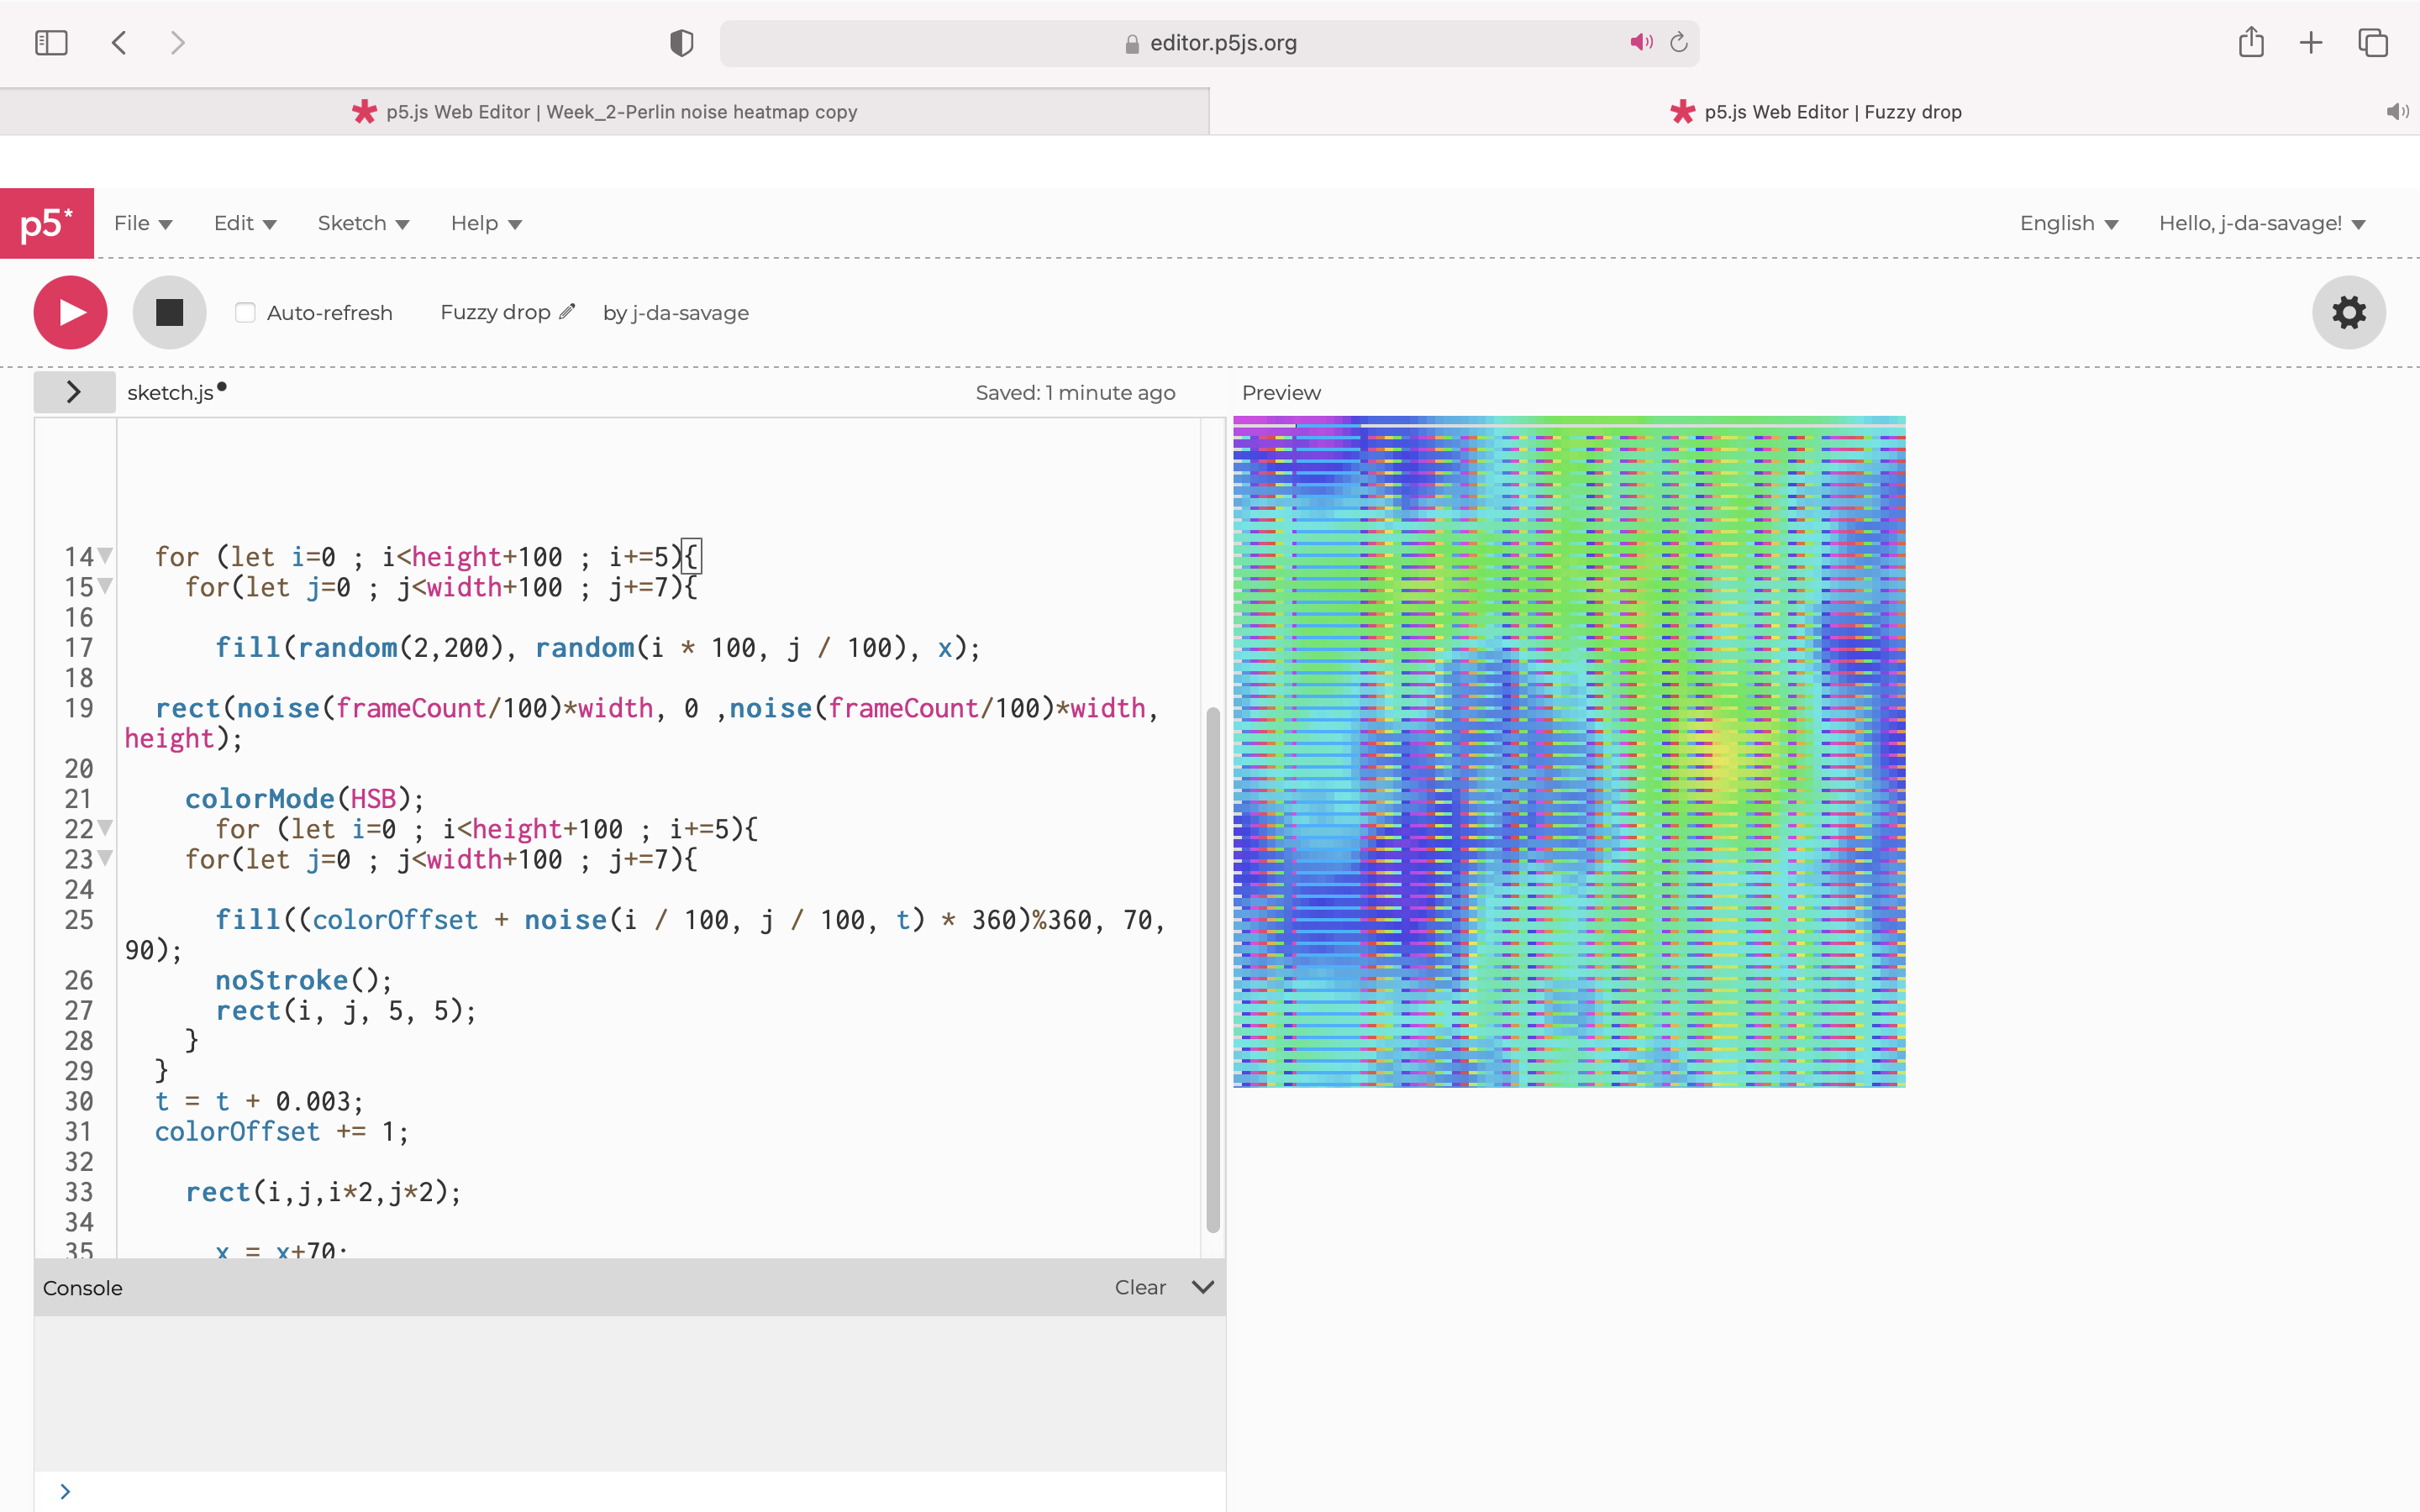 editor.p5js.org
p5.js Web Editor | Week_2-Perlin noise heatmap copy
p5.js Web Editor | Fuzzy drop
p5*
File
Edit
Sketch
Help
English
Hello, j-da-savage!
Auto-refresh
Fuzzy drop
by j-da-savage
sketch.js
Saved: 1 minute ago
Preview
14 for (let i=0 ; i<height+100 ; i+=5){
15 for(let j=0 ; j<width+100 ; j+=7){
16
17 fill(random(2,200), random(i * 100, j / 100), x);
18
19 rect(noise(frameCount/100)*width, 0 ,noise(frameCount/100)*width,
height);
20
21 colorMode(HSB);
22 for (let i=0 ; i<height+100 ; i+=5){
23 for(let j=0 ; j<width+100 ; j+=7){
24
25 fill((colorOffset + noise(i / 100, j / 100, t) * 360)%360, 70,
90);
26 noStroke();
27 rect(i, j, 5, 5);
28 }
29 }
30 t = t + 0.003;
31 colorOffset += 1;
32
33 rect(i,j,i*2,j*2);
34
35 x = x+70;
Console
Clear